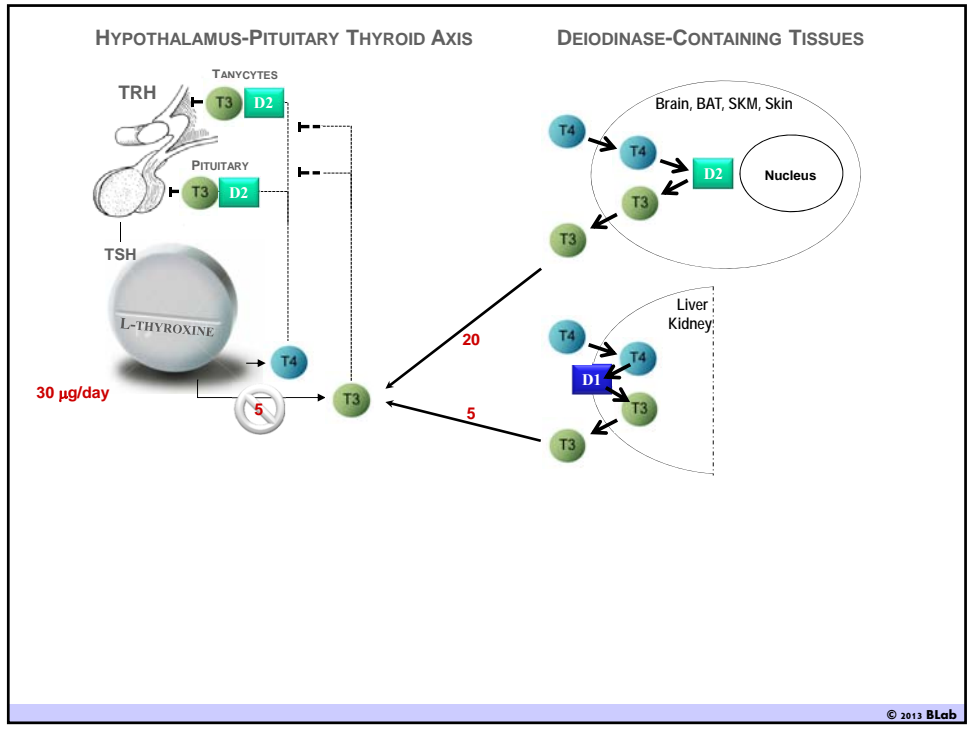 HYPOTHALAMUS-PITUITARY THYROID AXIS
DEIODINASE-CONTAINING TISSUES
TANYCTES
TRH
T3
D2
PITUITARY
T3
D2
TSH
L-THYROXINE
T4
30 µg/day
5
T3
20
5
Brain, BAT, SKM, Skin
T4
T4
D2
Nucleus
T3
T3
Liver
Kidney
T4
T4
D1
T3
T3
© 2013 BLab